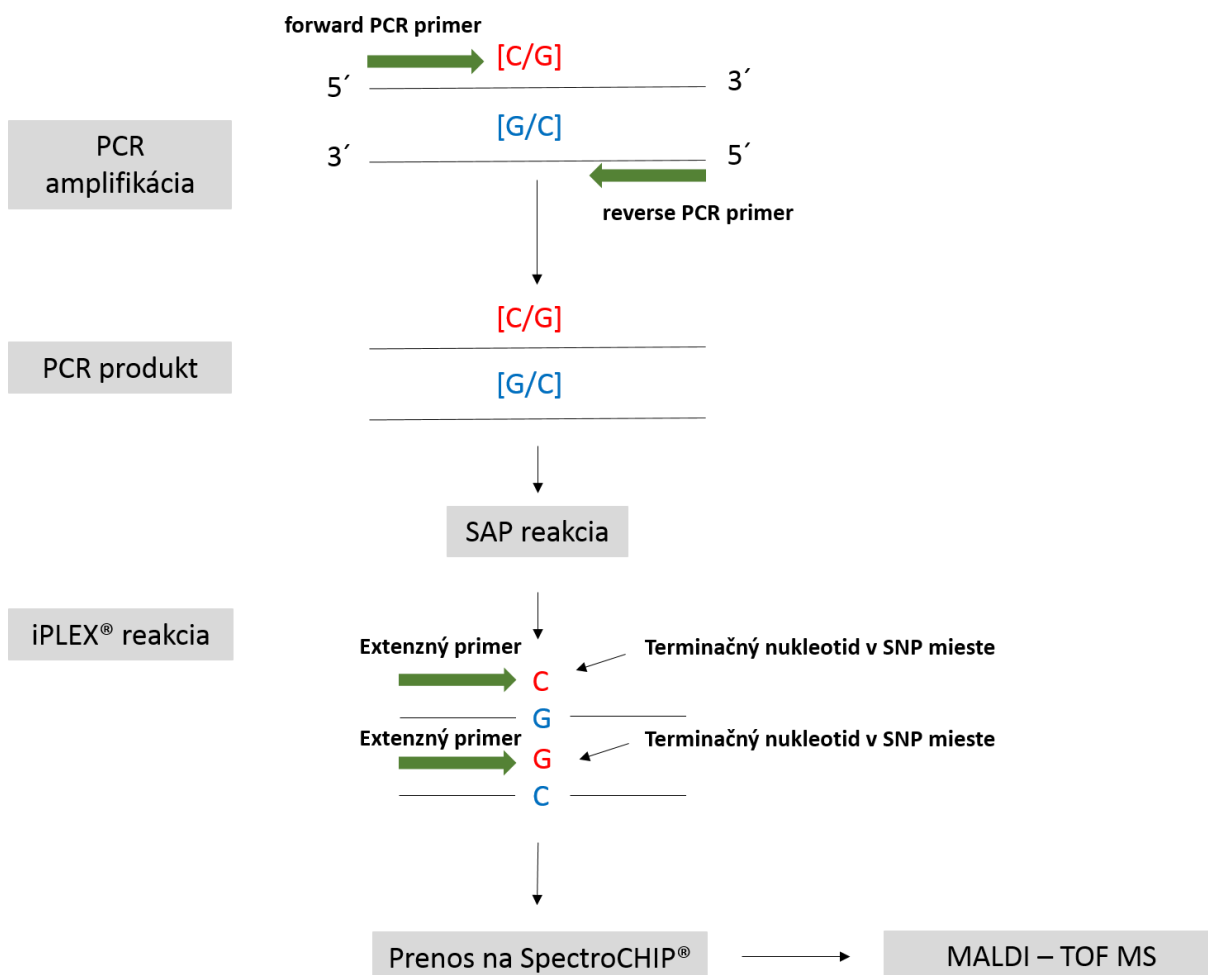 forward PCR primer
[C/G]
5´
3´
[G/C]
PCR
amplifikácia
3´
5´
reverse PCR primer
[C/G]
PCR produkt
[G/C]
SAP reakcia
iPLEX® reakcia
Extenzný primer
Terminačný nukleotid v SNP mieste
C
G
Extenzný primer
Terminačný nukleotid v SNP mieste
G
C
Prenos na SpectroCHIP®
MALDI – TOF MS